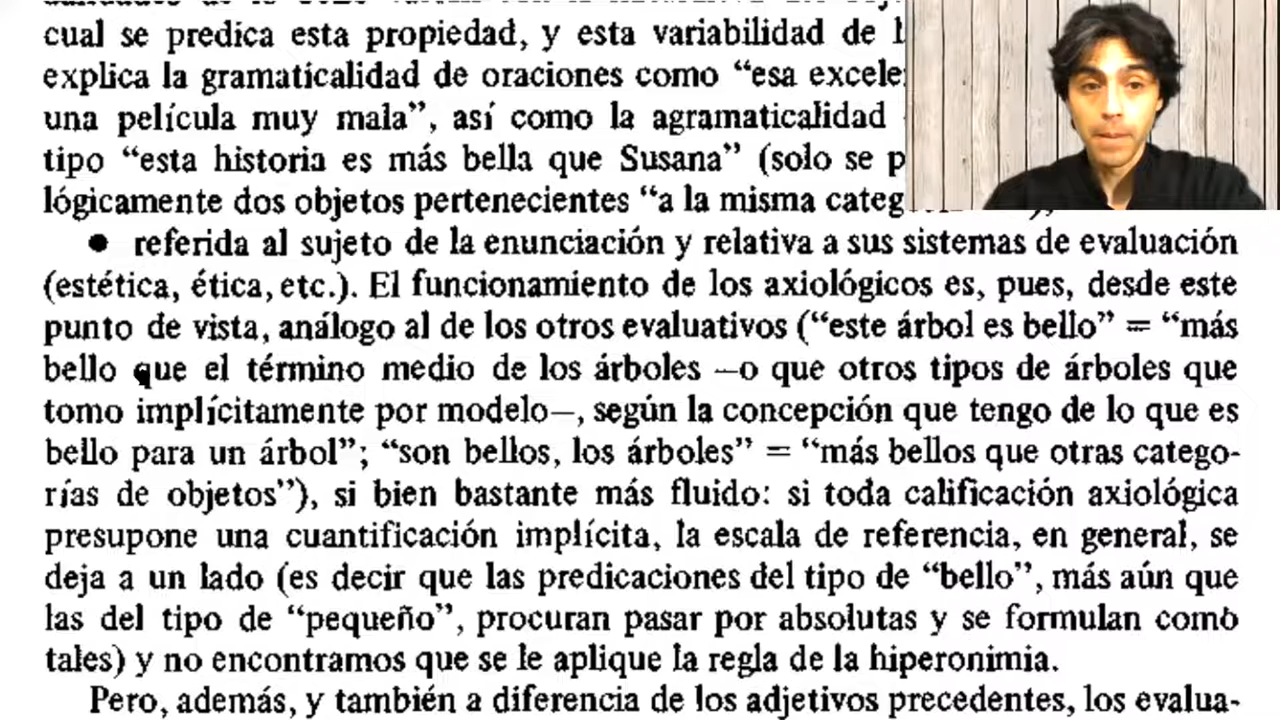 cual se predica esta propiedad, y esta variabilidad de
explica la gramaticalidad de oraciones como “esa
una película muy mala”, así como la agramaticalidad
tipo “esta historia es más bella que Susana” (solo se
lógicamente dos objetos pertenecientes “a la misma
● referida al sujeto de la enunciación y relativa a sus sistemas de evaluación
(estética, ética, etc.). El funcionamiento de los axiológicos es, pues, desde este
punto de vista, análogo al de los otros evaluativos (“este árbol es bello” = “más
bello que el término medio de los árboles —o que otros tipos de árboles que
tomo implícitamente por modelo—, según la concepción que tengo de lo que es
bello para un árbol”; “son bellos, los árboles” = “más bellos que otras catego-
rías de objetos”), si bien bastante más fluido: si toda calificación axiológica
presupone una cuantificación implícita, la escala de referencia, en general, se
deja a un lado (es decir que las predicaciones del tipo de “bello”, más aún que
las del tipo de “pequeño”, procuran pasar por absolutas y se formulan como
tales) y no encontramos que se le aplique la regla de la hiperonimia.
Pero, además, y también a diferencia de los adjetivos precedentes, los evalua-